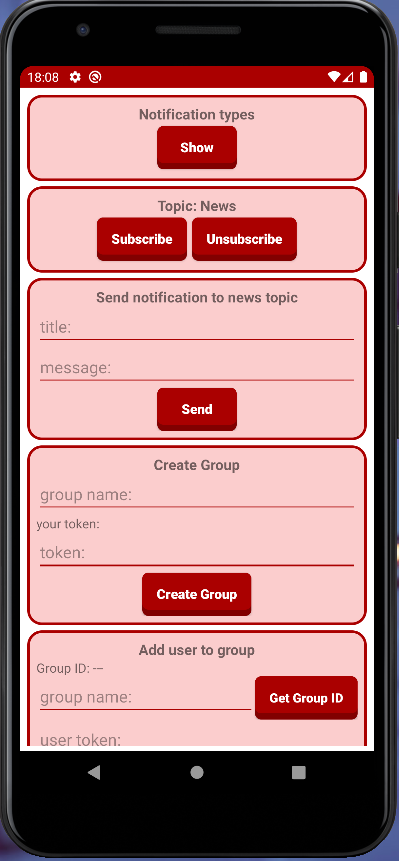 18:08
Notification types
Show
Topic: News
Subscribe Unsubscribe
Send notification to news topic
title:
message:
Send
Create Group
group name:
your token:
token:
Create Group
Add user to group
Group ID: ---
group name: Get Group ID
user token: